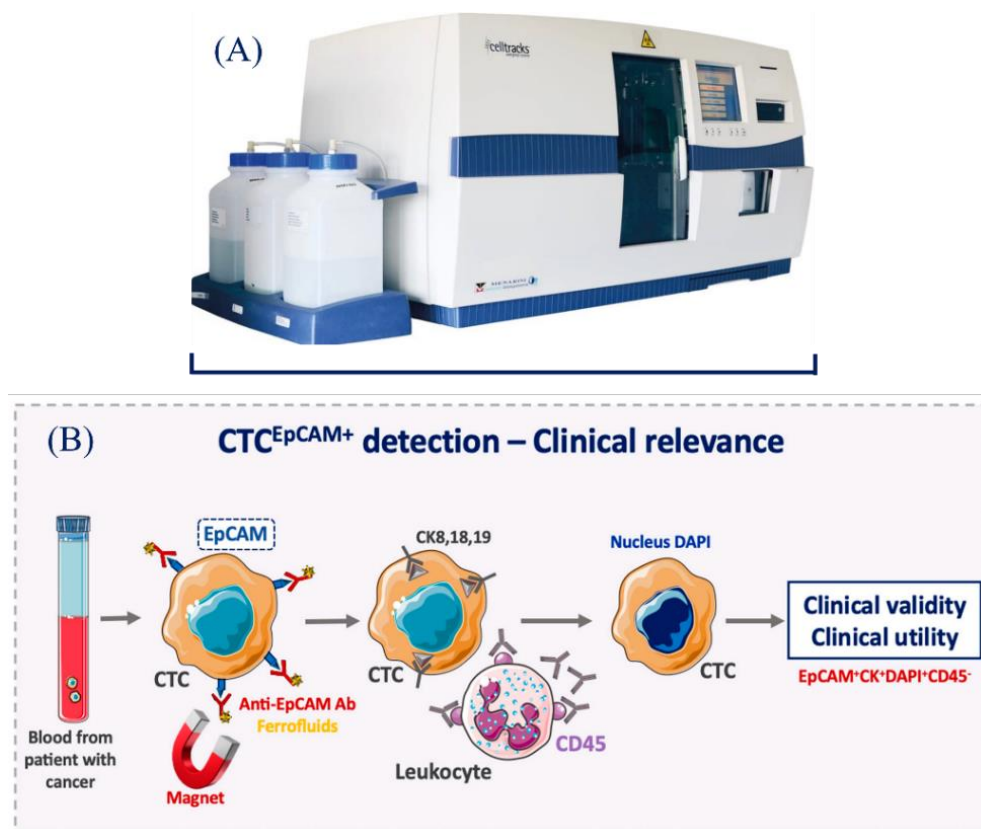 (A)
celltracks
(B)
CTCEpCAM+ detection – Clinical relevance
EpCAM
CK8,18,19
Nucleus DAPI
Clinical validity
Clinical utility
EpCAM+CK+DAPI+CD45-
CTC
CTC
CTC
Anti-EpCAM Ab
Ferrofluids
CD45
Blood from
patient with
cancer
Leukocyte
Magnet